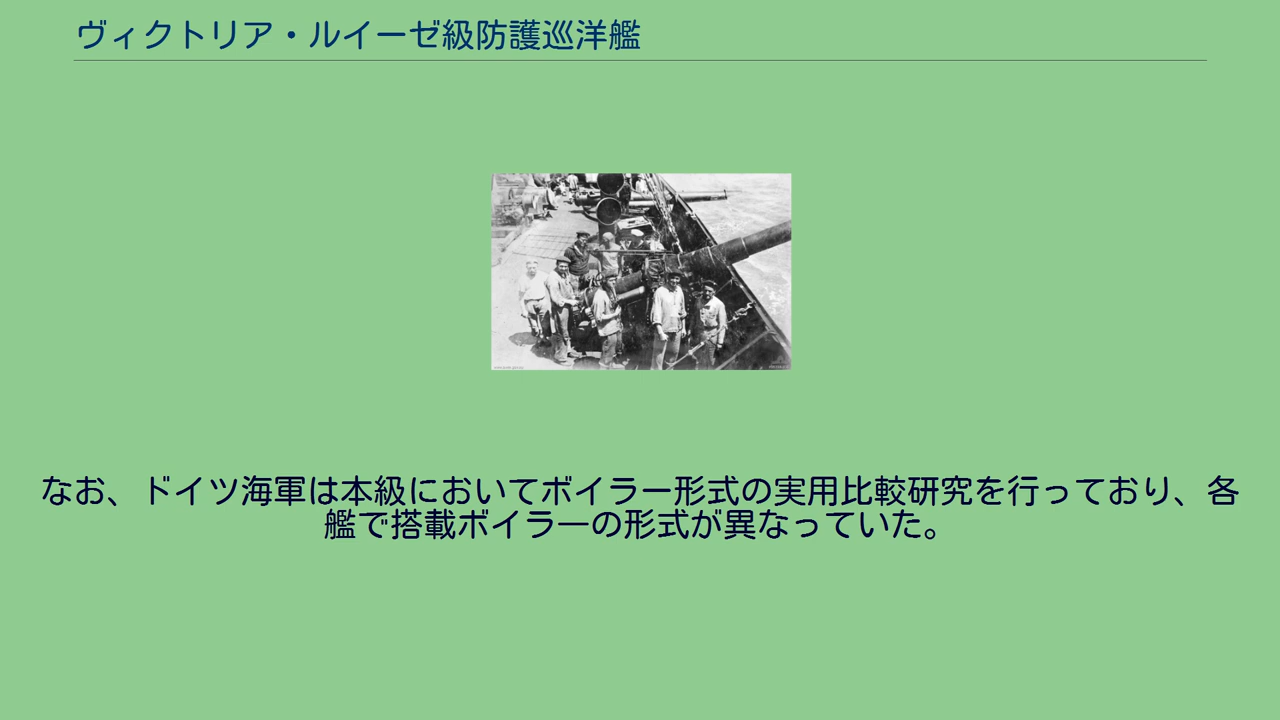 ヴィクトリア・ルイーゼ級防護巡洋艦
なお、ドイツ海軍は本級においてボイラー形式の実用比較研究を行っており、各
艦で搭載ボイラーの形式が異なっていた。